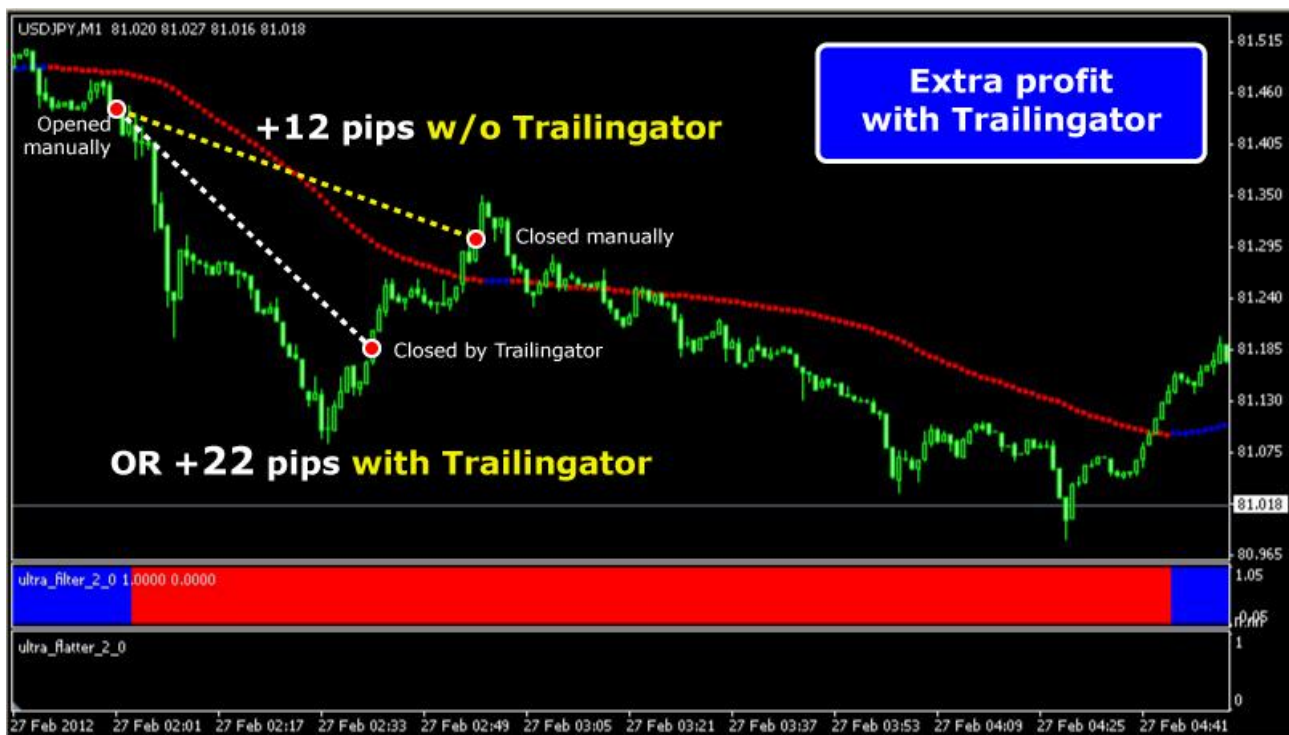 USDJPY,M1 81.020 81.027 81.016 81.018
Extra profit
with Trailingator
Opened
manually
+12 pips w/o Trailingator
Closed manually
Closed by Trailingator
OR +22 pips with Trailingator
81.515
81.460
81.405
81.350
81.295
81.240
81.185
81.130
81.075
81.018
80.965
ultra_filter_2_0 1.0000 0.0000
1.05
-0.05
ultra_flatter_2_0
1
0
27 Feb 2012 27 Feb 02:01 27 Feb 02:17 27 Feb 02:33 27 Feb 02:49 27 Feb 03:05 27 Feb 03:21 27 Feb 03:37 27 Feb 03:53 27 Feb 04:09 27 Feb 04:25 27 Feb 04:41